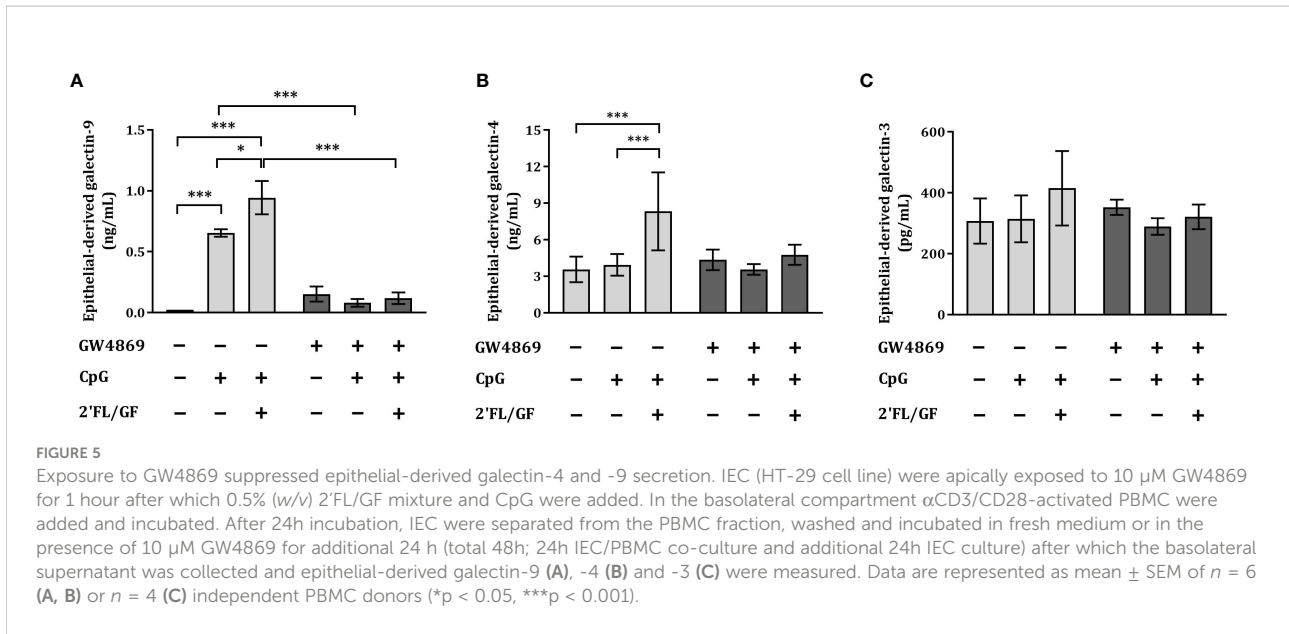 A
B
C
***
***
* ***
***
1.5
1.0
0.5
0.0
Epithelial-derived galectin-9
(ng/mL)
***
***
15
12
9
6
3
0
Epithelial-derived galectin-4
(ng/mL)
600
400
200
0
Epithelial-derived galectin-3
(pg/mL)
GW4869 – – – + + +
CpG – + + – + +
2'FL/GF – – + – – +
GW4869 – – – + + +
CpG – + + – + +
2'FL/GF – – + – – +
GW4869 – – – + + +
CpG – + + – + +
2'FL/GF – – + – – +
FIGURE 5
Exposure to GW4869 suppressed epithelial-derived galectin-4 and -9 secretion. IEC (HT-29 cell line) were apically exposed to 10 µM GW4869
for 1 hour after which 0.5% (w/v) 2'FL/GF mixture and CpG were added. In the basolateral compartment αCD3/CD28-activated PBMC were
added and incubated. After 24h incubation, IEC were separated from the PBMC fraction, washed and incubated in fresh medium or in the
presence of 10 µM GW4869 for additional 24 h (total 48h; 24h IEC/PBMC co-culture and additional 24h IEC culture) after which the basolateral
supernatant was collected and epithelial-derived galectin-9 (A), -4 (B) and -3 (C) were measured. Data are represented as mean ± SEM of n = 6
(A, B) or n = 4 (C) independent PBMC donors (*p < 0.05, ***p < 0.001).